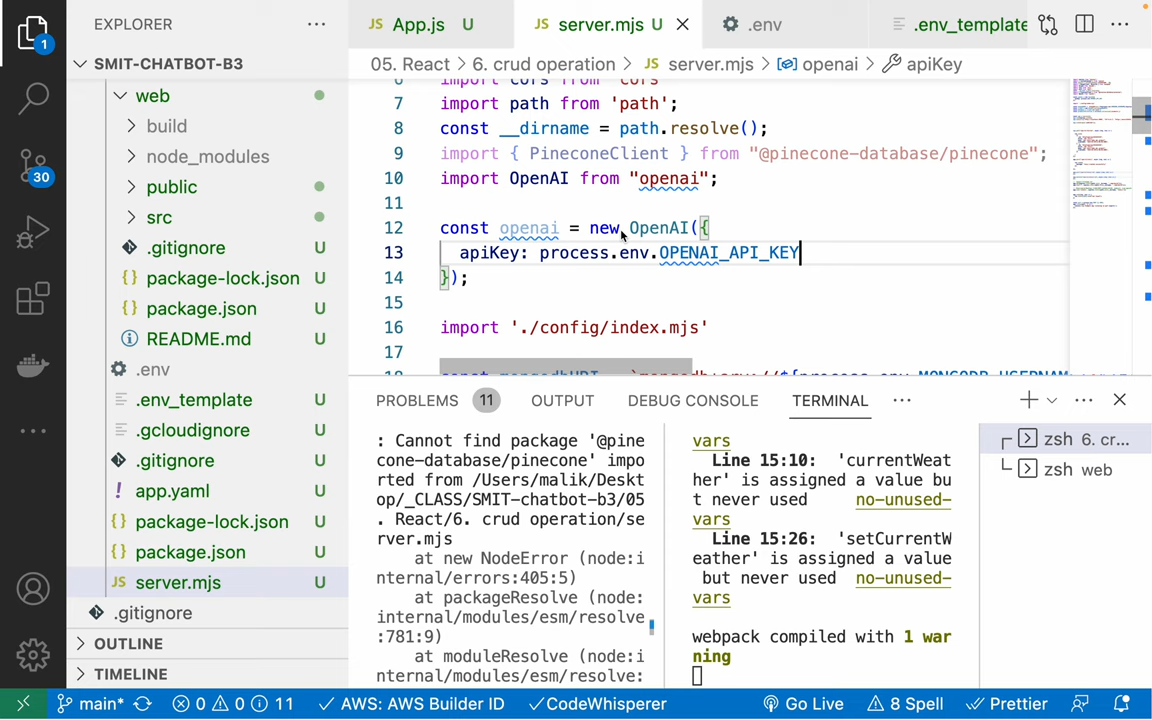 EXPLORER
1
SMIT-CHATBOT-B3
web
build
node_modules
public
src
.gitignore U
package-lock.json U
package.json U
README.md U
.env
.env_template U
.gcloudignore U
.gitignore U
app.yaml U
package-lock.json U
package.json U
server.mjs U
.gitignore
OUTLINE
TIMELINE
30
JS App.js U
JS server.mjs U
.env
.env_template
05. React > 6. crud operation > JS server.mjs > openai > apiKey
7 import path from 'path';
8 const __dirname = path.resolve();
9 import { PineconeClient } from "@pinecone-database/pinecone";
10 import OpenAI from "openai";
11
12 const openai = new OpenAI({
13 apiKey: process.env.OPENAI_API_KEY
14 });
15
16 import './config/index.mjs'
17
PROBLEMS 11 OUTPUT DEBUG CONSOLE TERMINAL
: Cannot find package '@pine
cone-database/pinecone' impo
rted from /Users/malik/Deskt
op/_CLASS/SMIT-chatbot-b3/05
. React/6. crud operation/se
rver.mjs
at new NodeError (node:i
nternal/errors:405:5)
at packageResolve (node:
internal/modules/esm/resolve
:781:9)
at moduleResolve (node:i
nternal/modules/esm/resolve:
vars
Line 15:10: 'currentWeat
her' is assigned a value bu
t never used no-unused-
vars
Line 15:26: 'setCurrentW
eather' is assigned a value
but never used no-unused-
vars
webpack compiled with 1 war
ning
zsh 6. cr...
zsh web
main* 0 0 11 AWS: AWS Builder ID CodeWhisperer Go Live 8 Spell Prettier